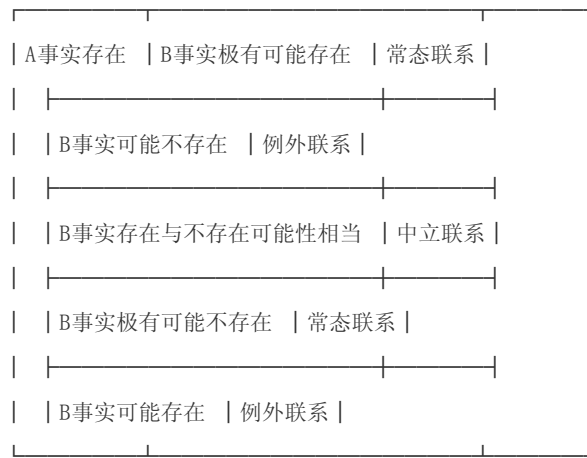 A事实存在 B事实极有可能存在 常态联系
B事实可能不存在 例外联系
B事实存在与不存在可能性相当 中立联系
B事实极有可能不存在 常态联系
B事实可能存在 例外联系